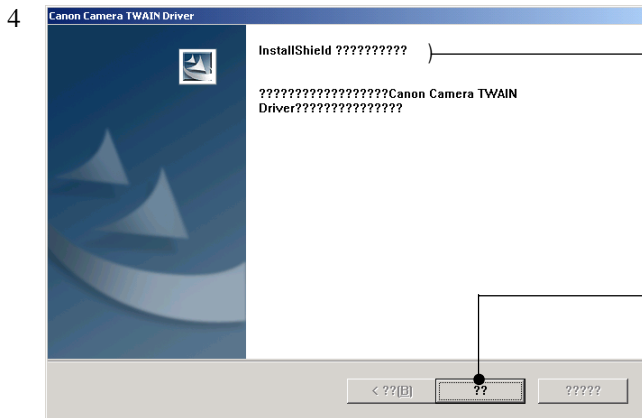 4
Canon Camera TWAIN Driver
InstallShield ??????????
??????????????????Canon Camera TWAIN
Driver???????????????
< ??(B)
??
?????